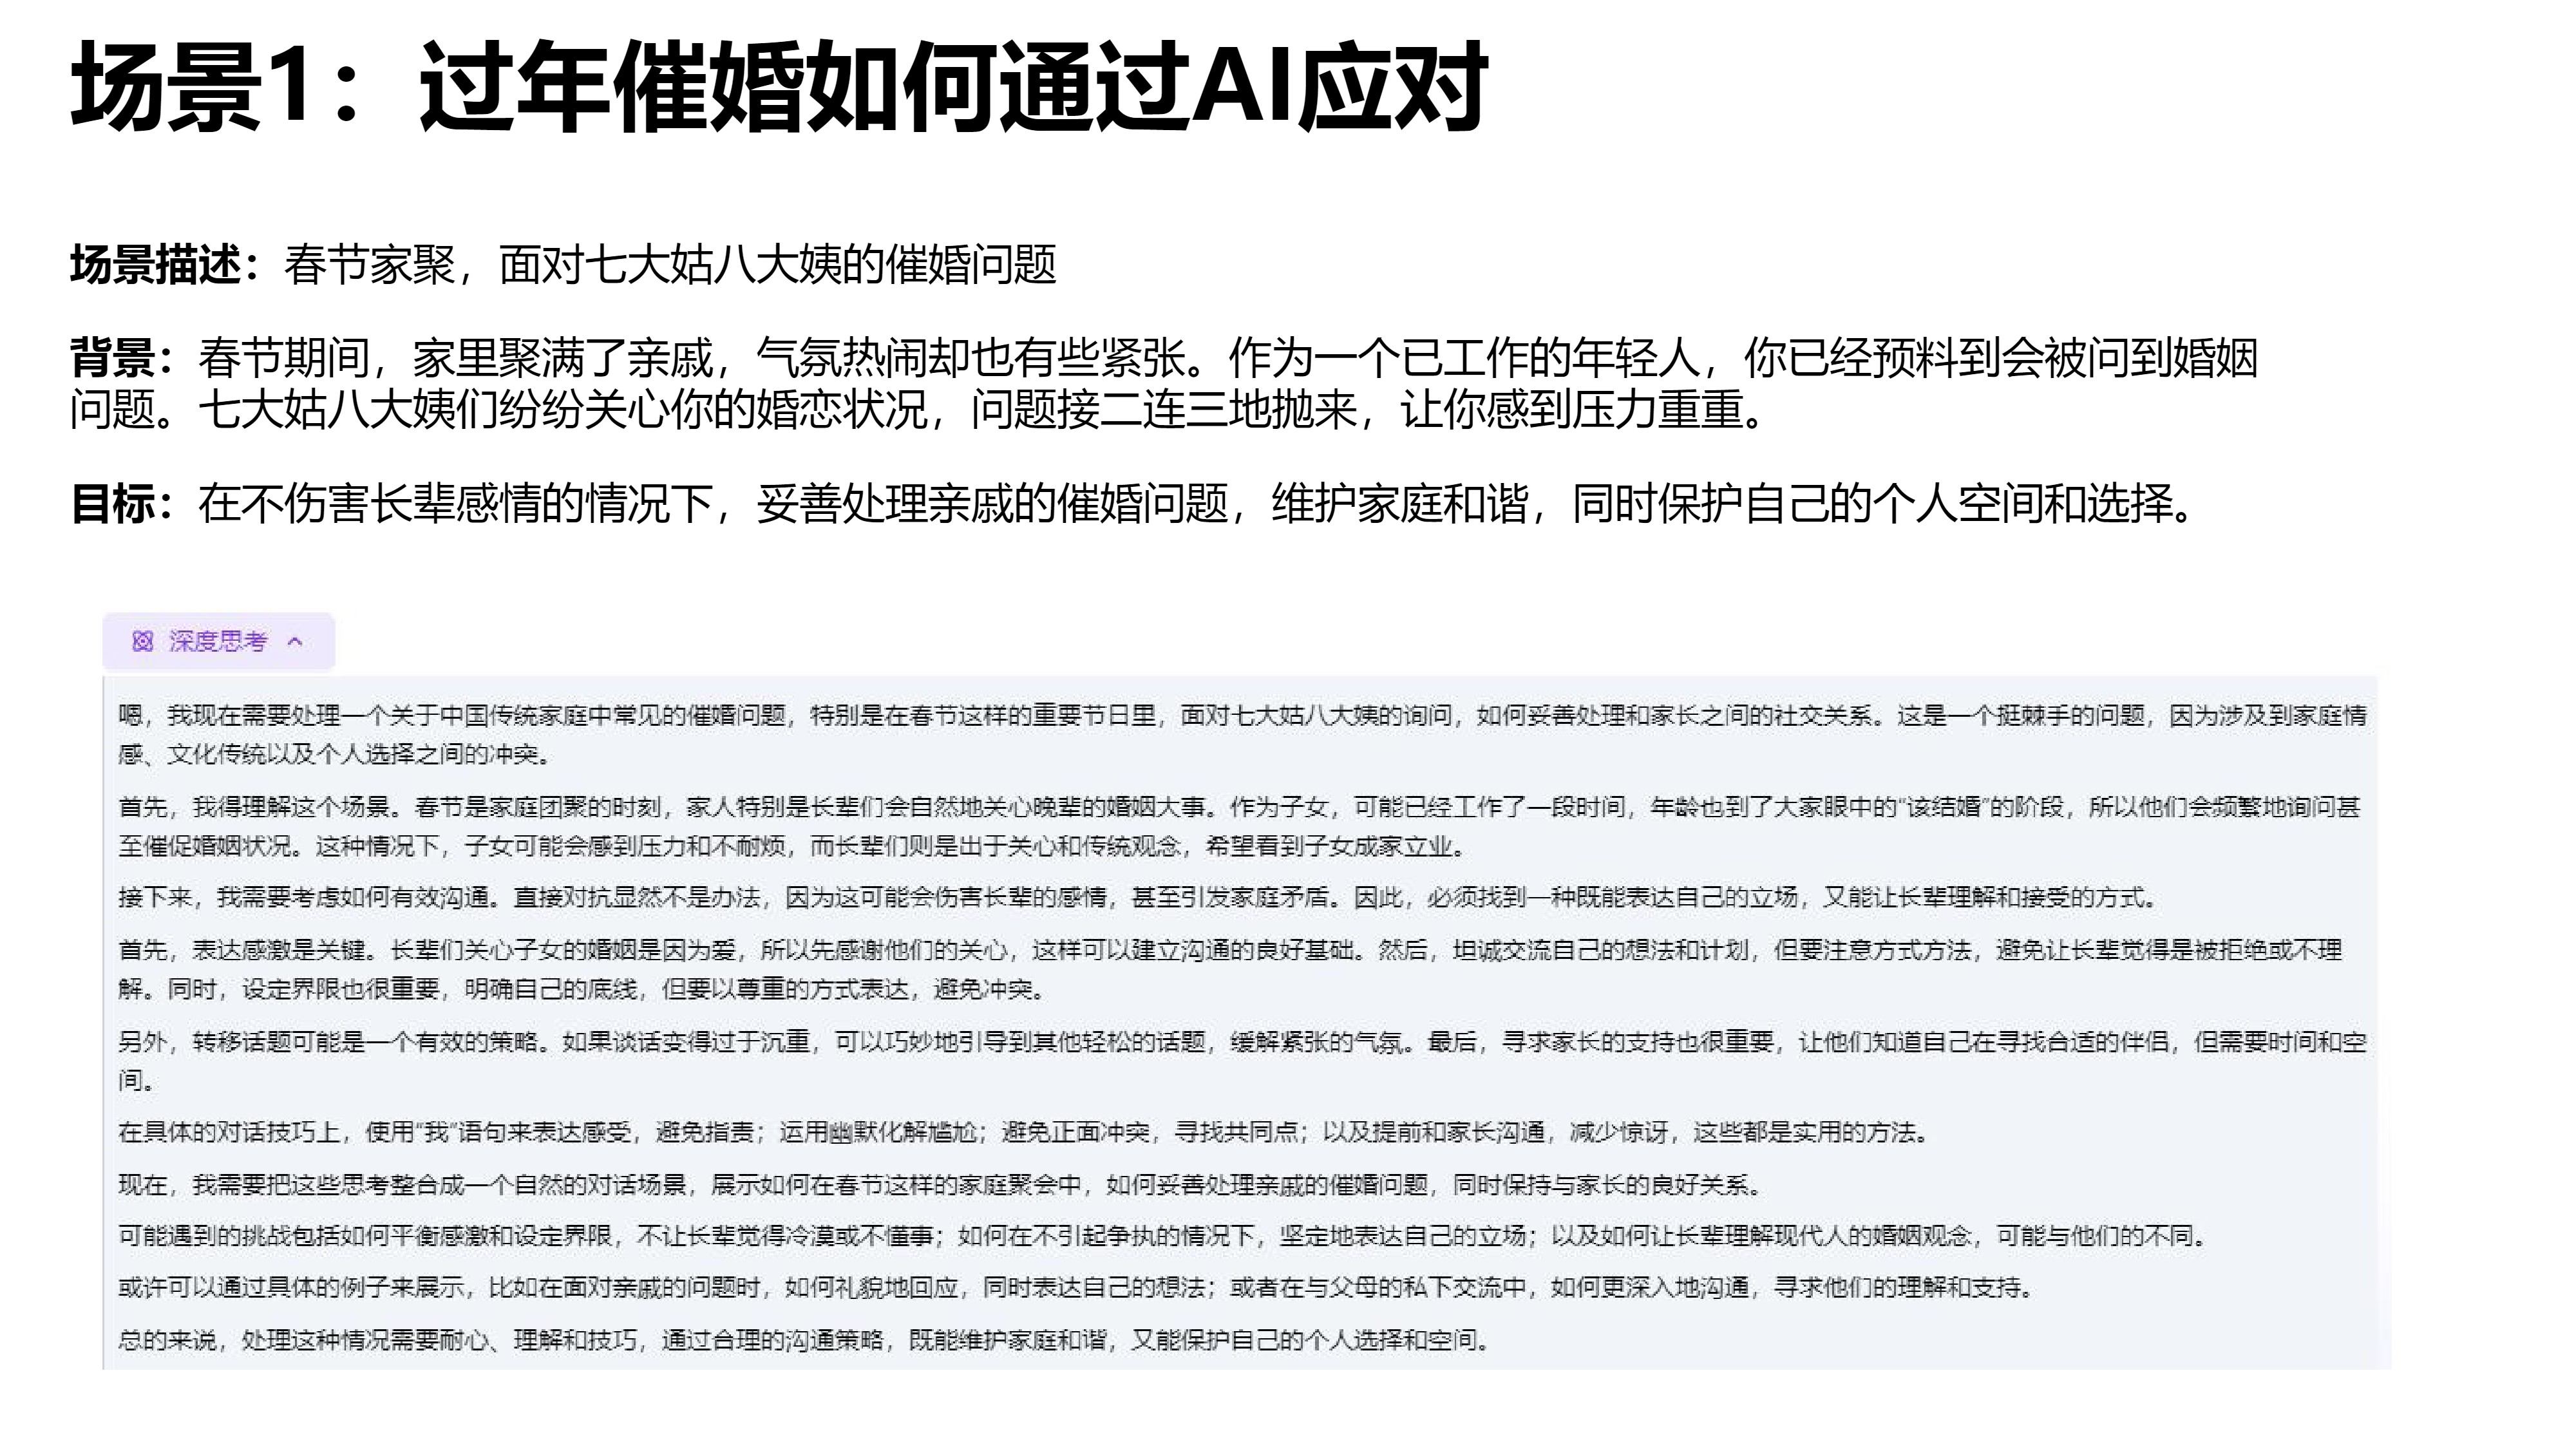 场景1：过年催婚如何通过AI应对
场景描述：春节家聚，面对七大姑八大姨的催婚问题
背景：春节期间，家里聚满了亲戚，气氛热闹却也有些紧张。作为一个已工作的年轻人，你已经预料到会被问到婚姻
问题。七大姑八大姨们纷纷关心你的婚恋状况，问题接二连三地抛来，让你感到压力重重。
目标：在不伤害长辈感情的情况下，妥善处理亲戚的催婚问题，维护家庭和谐，同时保护自己的个人空间和选择。
深度思考
嗯，我现在需要处理一个关于中国传统家庭中常见的催婚问题，特别是在春节这样的重要节日里，面对七大姑八大姨的询问，如何妥善处理和家长之间的社交关系。这是一个挺棘手的问题，因为涉及到家庭情
感、文化传统以及个人选择之间的冲突。
首先，我得理解这个场景。春节是家庭团聚的时刻，家人特别是长辈们会自然地关心晚辈的婚姻大事。作为子女，可能已经工作了一段时间，年龄也到了大家眼中的“该结婚”的阶段，所以他们会频繁地询问甚
至催促婚姻状况。这种情况下，子女可能会感到压力和不耐烦，而长辈们则是出于关心和传统观念，希望看到子女成家立业。
接下来，我需要考虑如何有效沟通。直接对抗显然不是办法，因为这可能会伤害长辈的感情，甚至引发家庭矛盾。因此，必须找到一种既能表达自己的立场，又能让长辈理解和接受的方式。
首先，表达感激是关键。长辈们关心子女的婚姻是因为爱，所以先感谢他们的关心，这样可以建立沟通的良好基础。然后，坦诚交流自己的想法和计划，但要注意方式方法，避免让长辈觉得是被拒绝或不理
解。同时，设定界限也很重要，明确自己的底线，但要以尊重的方式表达，避免冲突。
另外，转移话题可能是一个有效的策略。如果谈话变得过于沉重，可以巧妙地引导到其他轻松的话题，缓解紧张的气氛。最后，寻求家长的支持也很重要，让他们知道自己在寻找合适的伴侣，但需要时间和空
间。
在具体的对话技巧上，使用“我”语句来表达感受，避免指责；运用幽默化解尴尬；避免正面冲突，寻找共同点；以及提前和家长沟通，减少惊讶，这些都是实用的方法。
现在，我需要把这些思考整合成一个自然的对话场景，展示如何在春节这样的家庭聚会中，如何妥善处理亲戚的催婚问题，同时保持与家长的良好关系。
可能遇到的挑战包括如何平衡感激和设定界限，不让长辈觉得冷漠或不懂事；如何在不引起争执的情况下，坚定地表达自己的立场；以及如何让长辈理解现代人的婚姻观念，可能与他们的不同。
或许可以通过具体的例子来展示，比如在面对亲戚的问题时，如何礼貌地回应，同时表达自己的想法；或者在与父母的私下交流中，如何更深入地沟通，寻求他们的理解和支持。
总的来说，处理这种情况需要耐心、理解和技巧，通过合理的沟通策略，既能维护家庭和谐，又能保护自己的个人选择和空间。